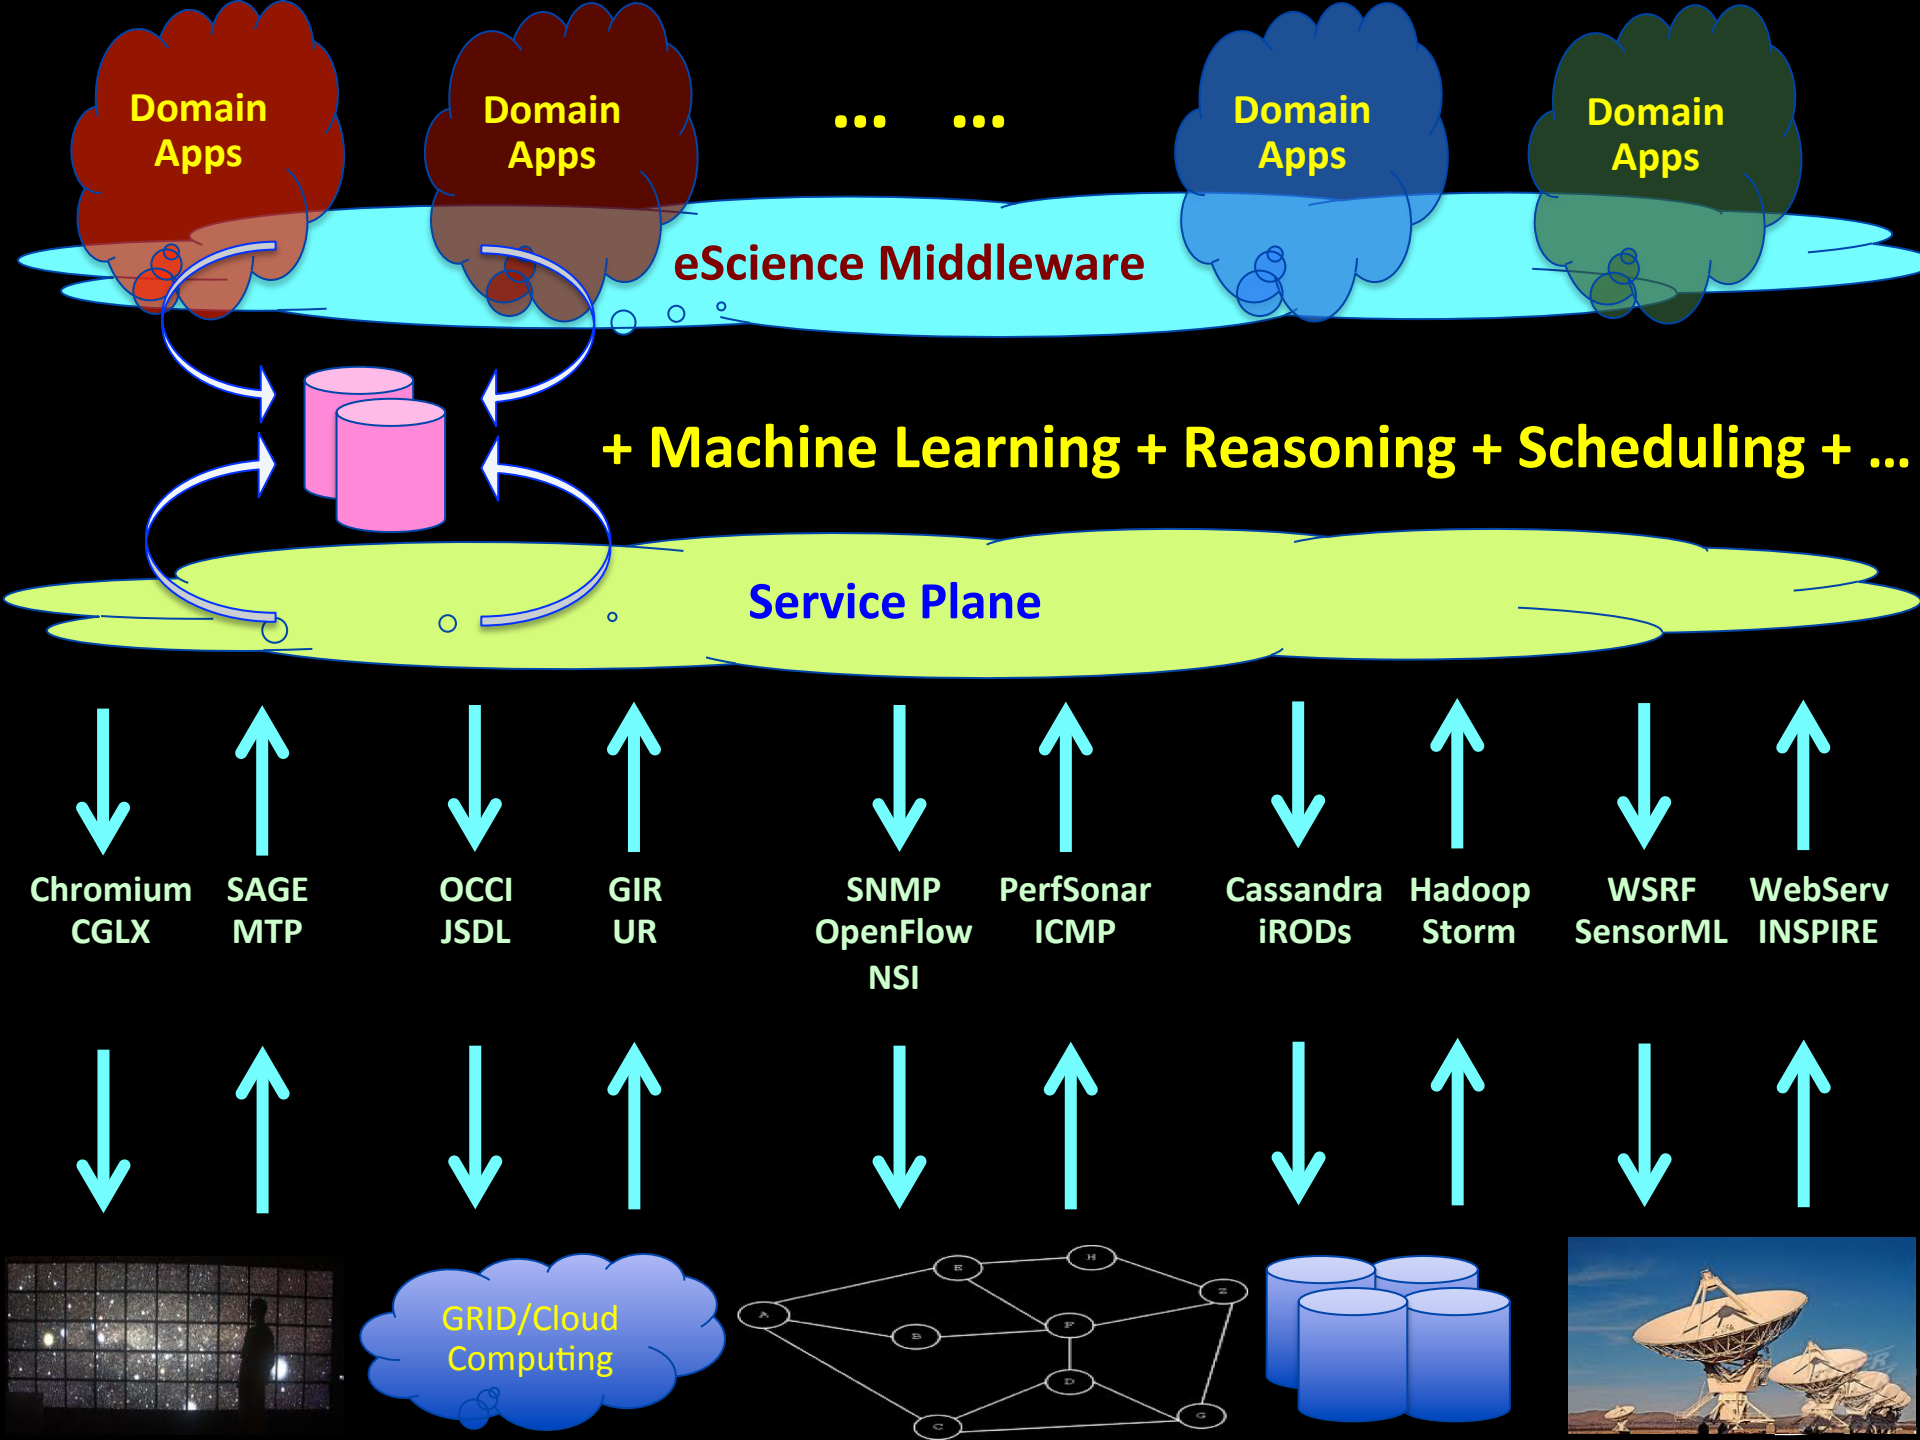 Domain
Apps
Domain
Apps
... ...
Domain
Apps
Domain
Apps
eScience Middleware
+ Machine Learning + Reasoning + Scheduling + ...
Service Plane
Chromium
CGLX
SAGE
MTP
OCCI
JSDL
GIR
UR
SNMP
OpenFlow
NSI
PerfSonar
ICMP
Cassandra
iRODs
Hadoop
Storm
WSRF
SensorML
WebServ
INSPIRE
GRID/Cloud
Computing
E
H
Z
A
B
F
D
C
G